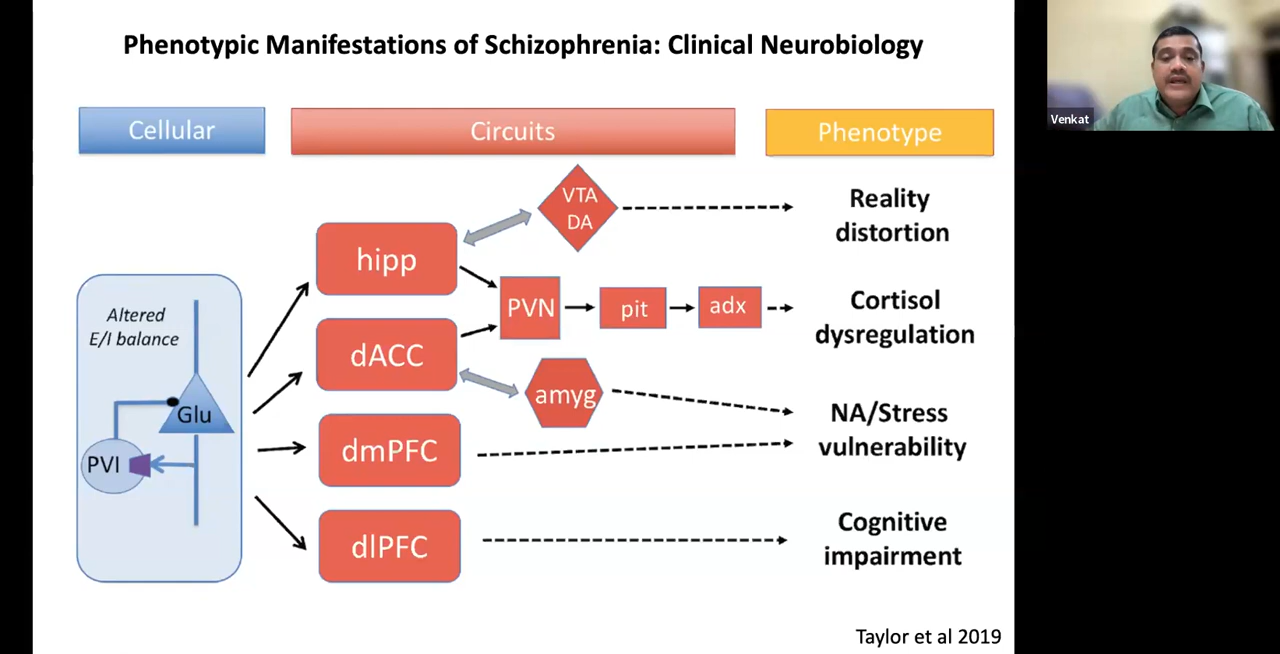 Phenotypic Manifestations of Schizophrenia: Clinical Neurobiology
Cellular
Circuits
Phenotype
Venkat
VTA
DA
Reality
distortion
hipp
Altered
E/I balance
PVN
pit
adx
Cortisol
dysregulation
dACC
amyg
Glu
NA/Stress
vulnerability
dmPFC
PVI
Cognitive
impairment
dlPFC
Taylor et al 2019